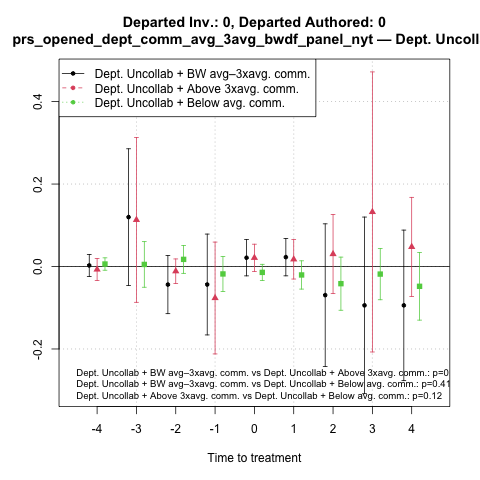 Departed Inv.: 0, Departed Authored: 0
prs_opened_dept_comm_avg_3avg_bwdf_panel_nyt — Dept. Uncoll
Dept. Uncollab + BW avg–3xavg. comm.
Dept. Uncollab + Above 3xavg. comm.
Dept. Uncollab + Below avg. comm.
0.4
0.2
0.0
-0.2
Dept. Uncollab + BW avg–3xavg. comm. vs Dept. Uncollab + Above 3xavg. comm.: p=0
Dept. Uncollab + BW avg–3xavg. comm. vs Dept. Uncollab + Below avg. comm.: p=0.41
Dept. Uncollab + Above 3xavg. comm vs Dept. Uncollab + Below avg. comm.: p=0.12
-4 -3 -2 -1 0 1 2 3 4
Time to treatment